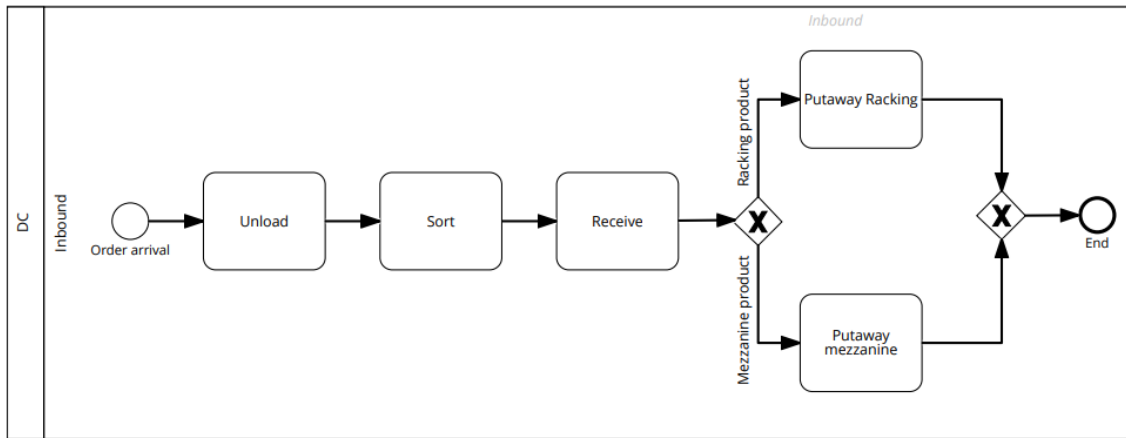 Inbound
DC
Inbound
Order arrival
Unload
Sort
Receive
X
Racking product
Mezzanine product
Putaway Racking
Putaway
mezzanine
X
End